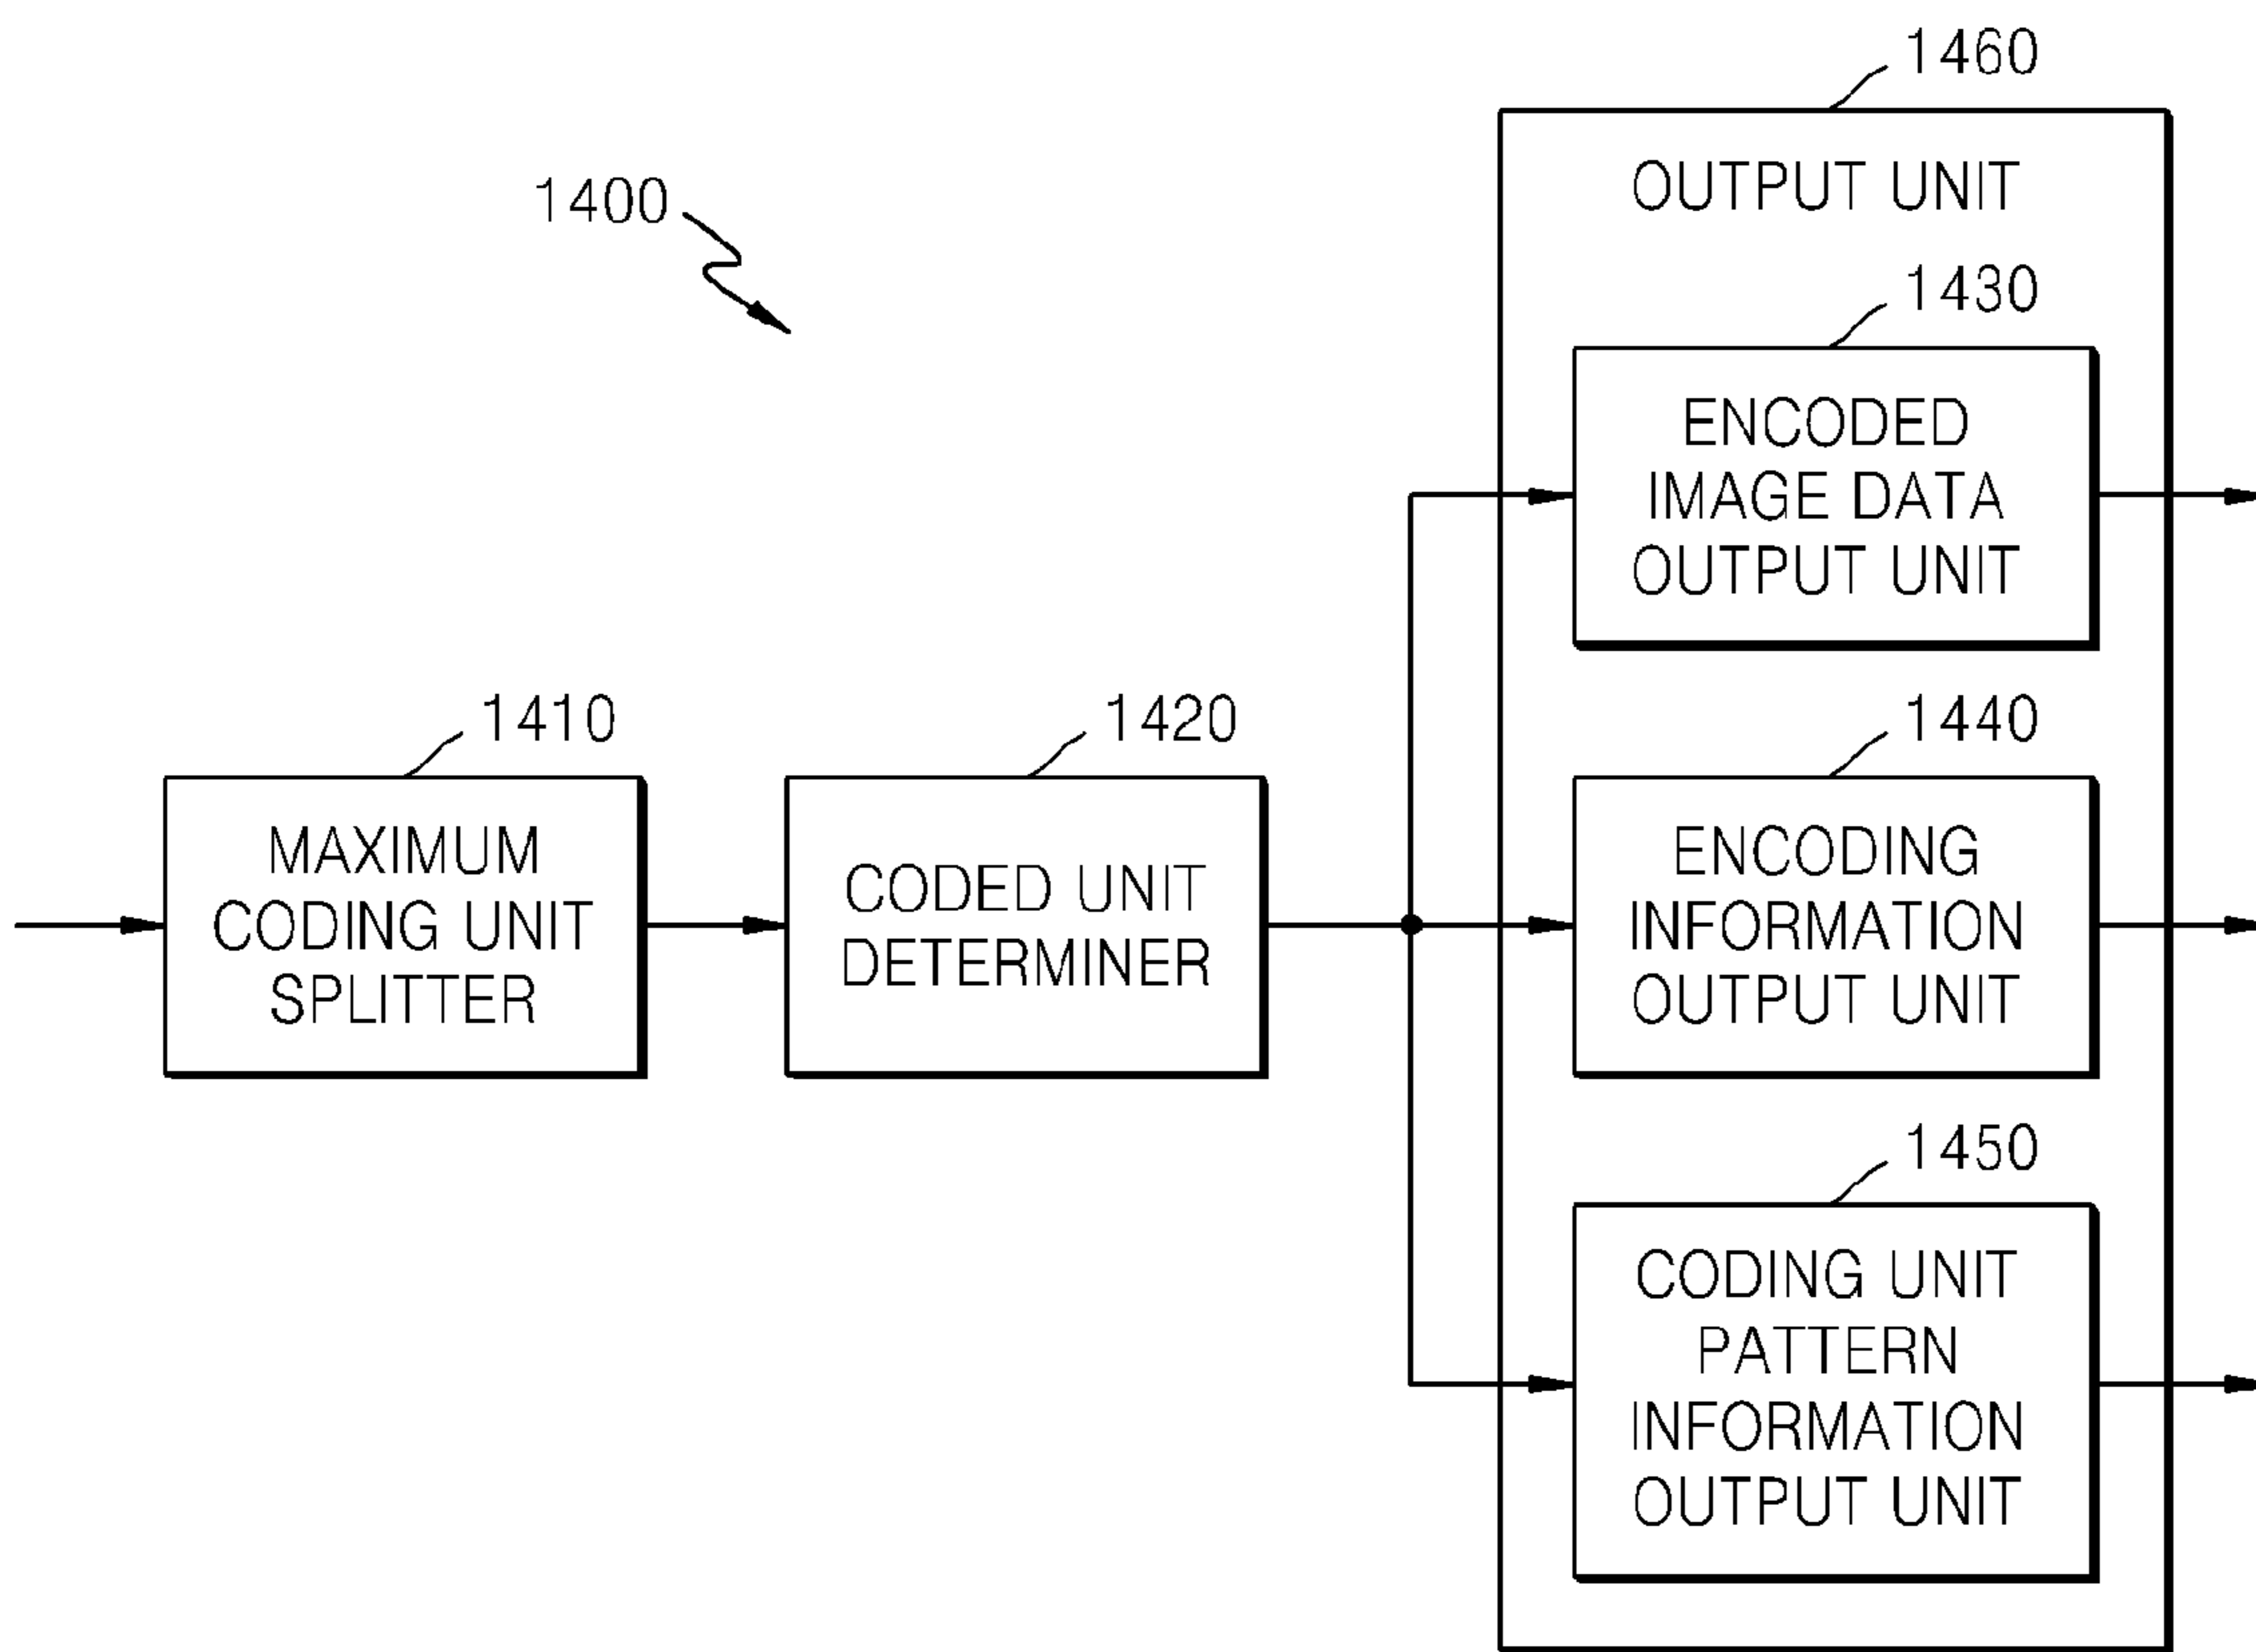 1460
OUTPUT UNIT
1400
1430
ENCODED
IMAGE DATA
OUTPUT UNIT
1410
MAXIMUM
CODING UNIT
SPLITTER
1420
CODED UNIT
DETERMINER
1440
ENCODING
INFORMATION
OUTPUT UNIT
1450
CODING UNIT
PATTERN
INFORMATION
OUTPUT UNIT